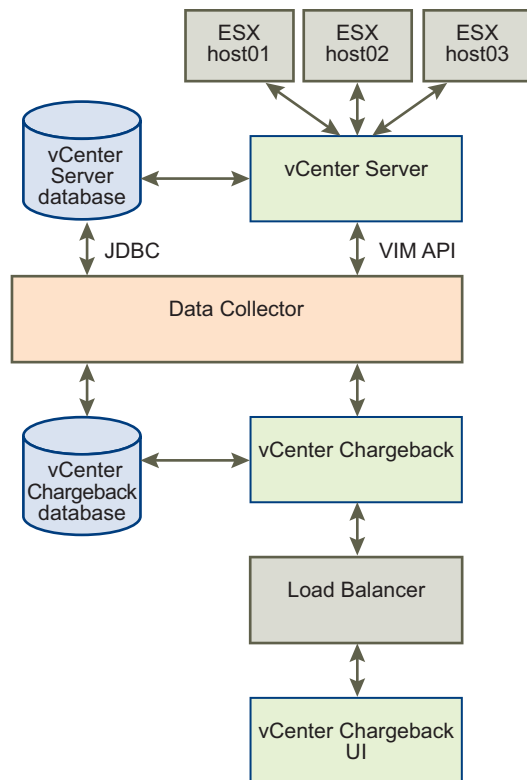 ESX
host01
ESX
host02
ESX
host03
vCenter
Server
database
vCenter Server
JDBC
VIM API
Data Collector
vCenter
Chargeback
database
vCenter Chargeback
Load Balancer
vCenter Chargeback
UI